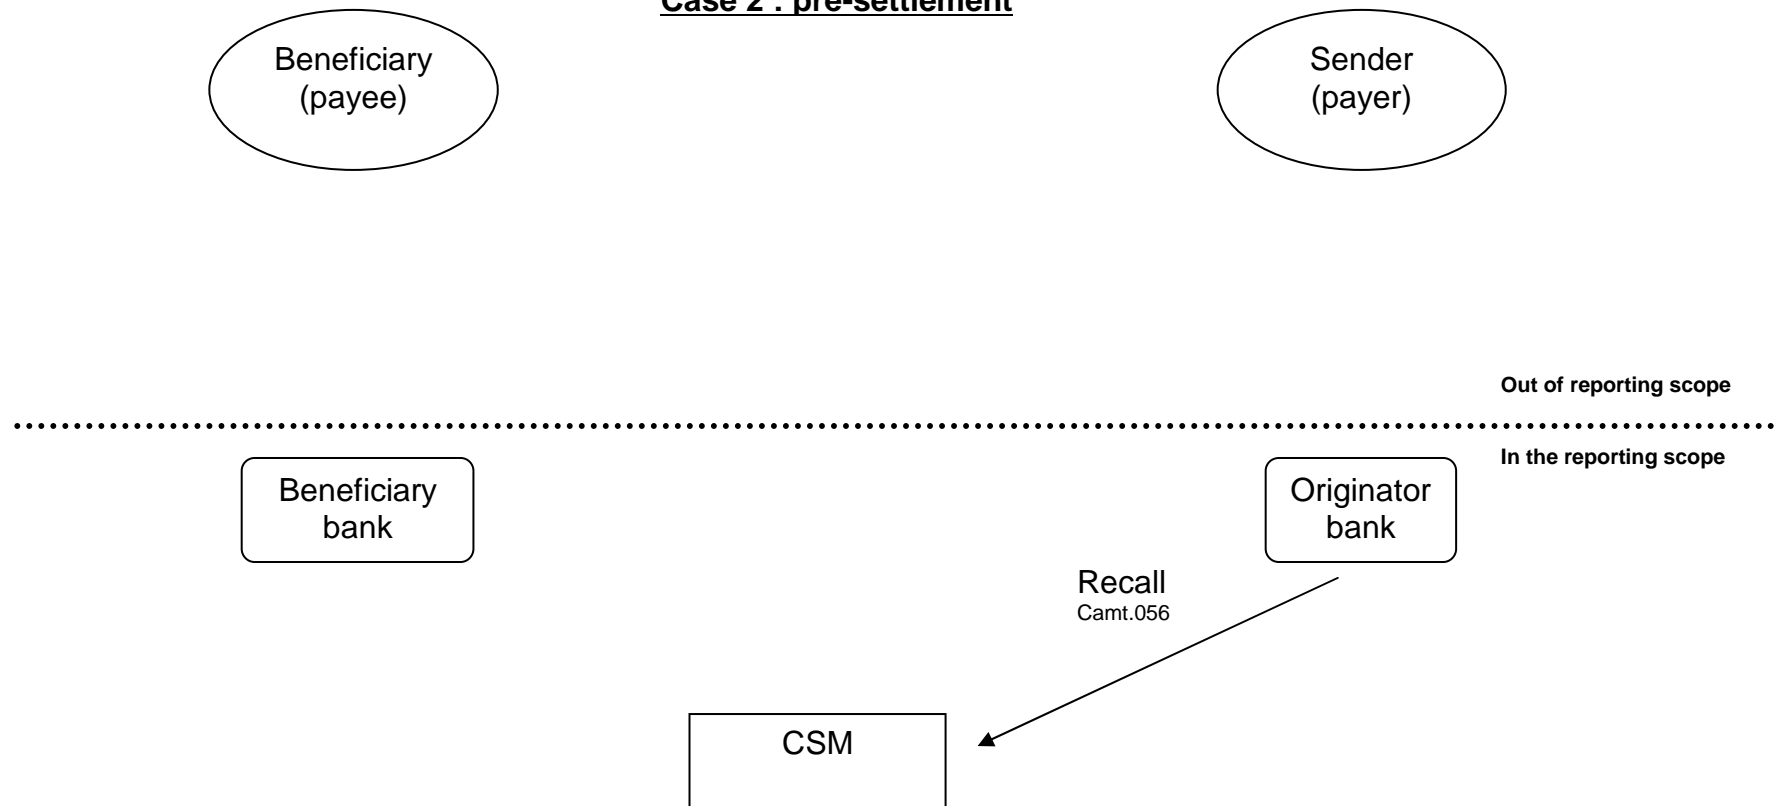 Case 2 : pre-settlement
Beneficiary
(payee)
Sender
(payer)
Out of reporting scope
In the reporting scope
Beneficiary
bank
Originator
bank
Recall
Camt.056
CSM